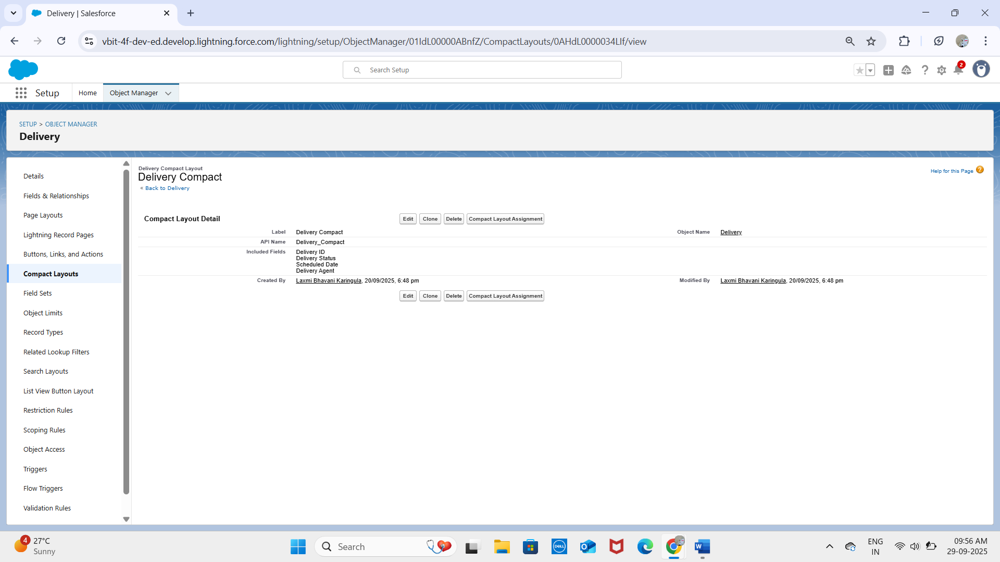 Delivery | Salesforce
vbit-4f-dev-ed.develop.lightning.force.com/lightning/setup/ObjectManager/01IdL00000ABnfZ/CompactLayouts/0AHdL0000034LIf/view
Search Setup
2
Setup
Home
Object Manager
SETUP > OBJECT MANAGER
Delivery
Details
Fields & Relationships
Page Layouts
Lightning Record Pages
Buttons, Links, and Actions
Compact Layouts
Field Sets
Object Limits
Record Types
Related Lookup Filters
Search Layouts
List View Button Layout
Restriction Rules
Scoping Rules
Object Access
Triggers
Flow Triggers
Validation Rules
Delivery Compact Layout
Delivery Compact
« Back to Delivery
Help for this Page ?
Compact Layout Detail
Edit Clone Delete Compact Layout Assignment
Label Delivery Compact Object Name Delivery
API Name Delivery_Compact
Included Fields Delivery ID
Delivery Status
Scheduled Date
Delivery Agent
Created By Laxmi Bhavani Karingula, 20/09/2025, 6:48 pm Modified By Laxmi Bhavani Karingula, 20/09/2025, 6:48 pm
Edit Clone Delete Compact Layout Assignment
4
27°C
Sunny
Search
DELL
W
ENG
IN
09:56 AM
29-09-2025